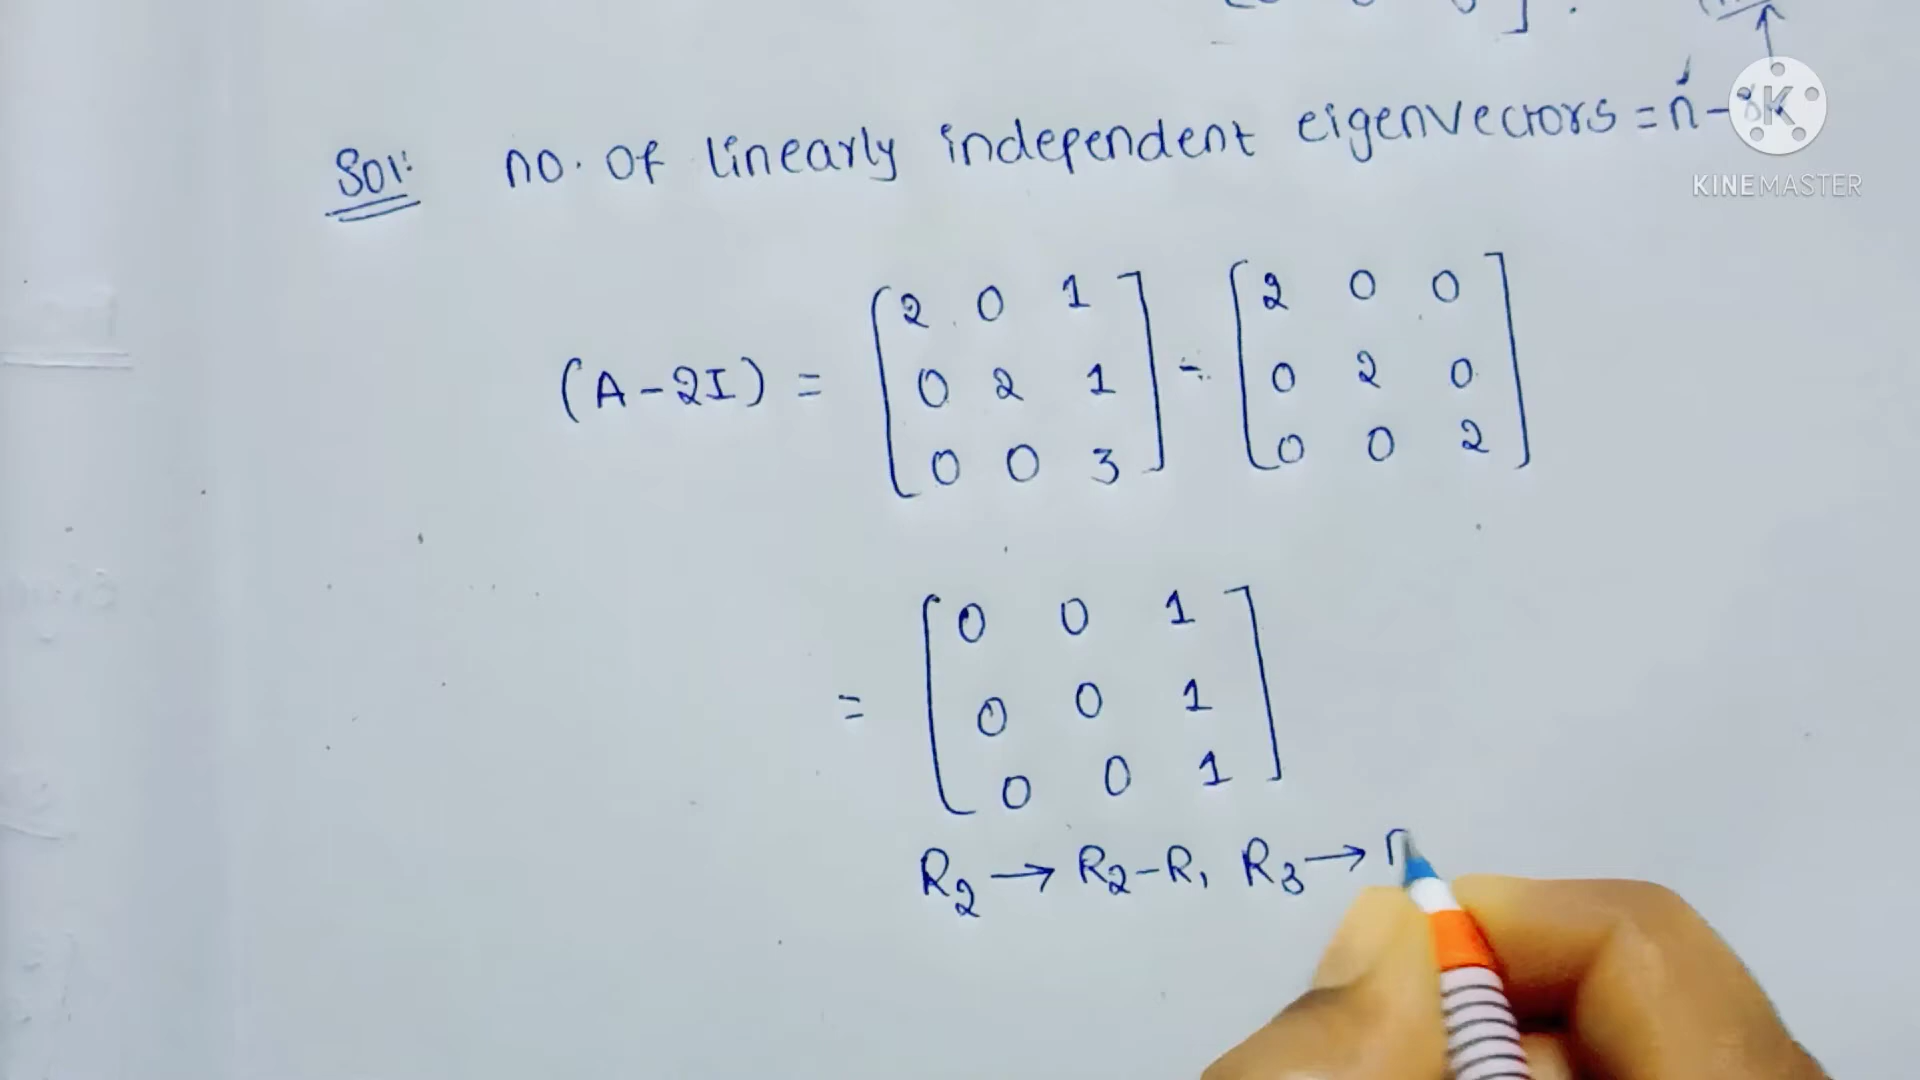 Sol: no. of linearly independent eigenvectors = n -
KINEMASTER
(A-2I) = [2 0 1 - [2 0 0
0 2 1 0 2 0
0 0 3] 0 0 2]
= [0 0 1
0 0 1
0 0 1]
R₂ → R₂-R₁ R₃ →